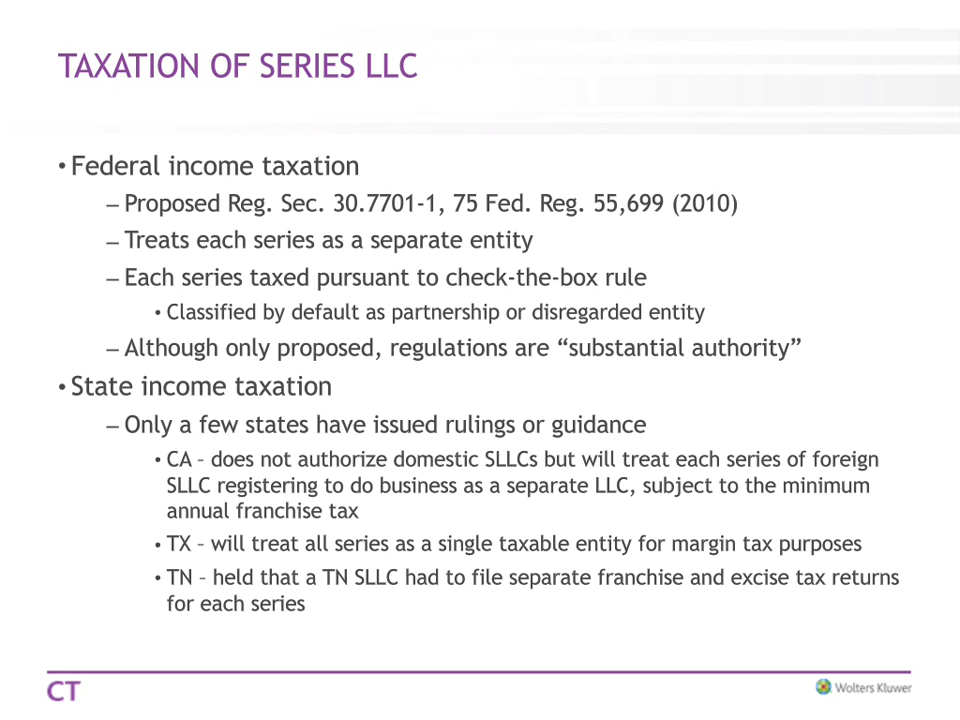 TAXATION OF SERIES LLC
• Federal income taxation
– Proposed Reg. Sec. 30.7701-1, 75 Fed. Reg. 55,699 (2010)
– Treats each series as a separate entity
– Each series taxed pursuant to check-the-box rule
• Classified by default as partnership or disregarded entity
– Although only proposed, regulations are “substantial authority”
• State income taxation
– Only a few states have issued rulings or guidance
• CA – does not authorize domestic SLLCs but will treat each series of foreign
SLLC registering to do business as a separate LLC, subject to the minimum
annual franchise tax
• TX – will treat all series as a single taxable entity for margin tax purposes
• TN – held that a TN SLLC had to file separate franchise and excise tax returns
for each series
CT
Wolters Kluwer